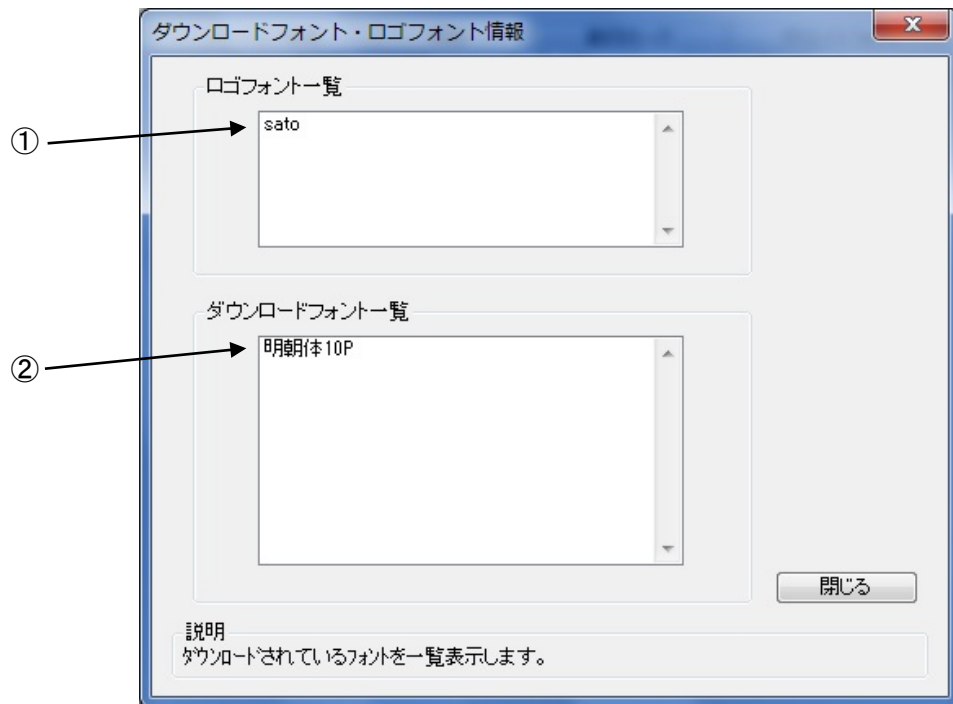 ダウンロードフォント・ロゴフォント情報
ロゴフォント一覧
① sato
ダウンロードフォント一覧
② 明朝体10P
閉じる
説明
ﾀﾞｳﾝﾛｰﾄﾞされているﾌｫﾝﾄを一覧表示します。